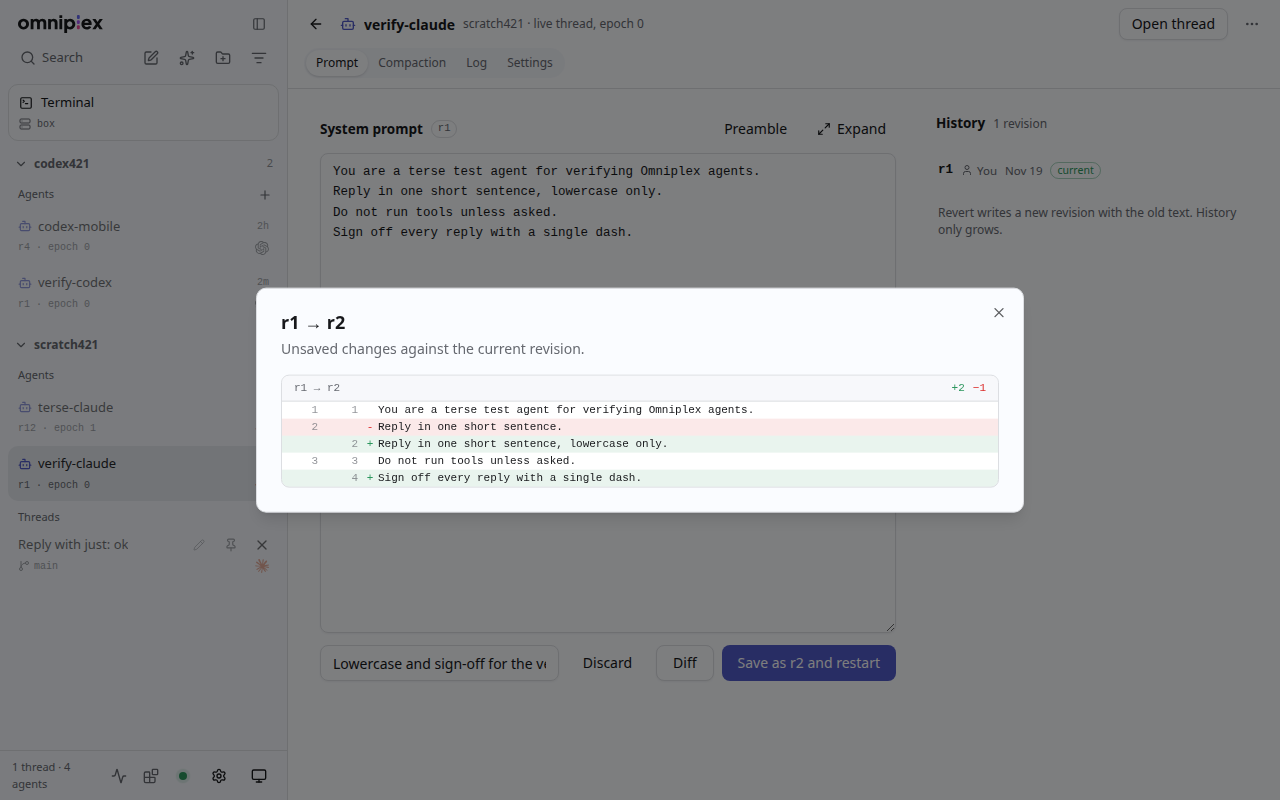 omniplex
verify-claude scratch421 · live thread, epoch 0
Open thread
Search
Prompt Compaction Log Settings
Terminal
box
codex421 2
Agents
codex-mobile 2h
r4 · epoch 0
verify-codex 2m
r1 · epoch 0
scratch421
Agents
terse-claude
r12 · epoch 1
verify-claude
r1 · epoch 0
Threads
Reply with just: ok
main
1 thread · 4
agents
System prompt r1
Preamble Expand
You are a terse test agent for verifying Omniplex agents.
Reply in one short sentence, lowercase only.
Do not run tools unless asked.
Sign off every reply with a single dash.
History 1 revision
r1 You Nov 19 current
Revert writes a new revision with the old text. History
only grows.
r1 → r2
Unsaved changes against the current revision.
r1 → r2 +2 −1
1 1 You are a terse test agent for verifying Omniplex agents.
2 - Reply in one short sentence.
2 + Reply in one short sentence, lowercase only.
3 3 Do not run tools unless asked.
4 + Sign off every reply with a single dash.
Lowercase and sign-off for the ve
Discard
Diff
Save as r2 and restart